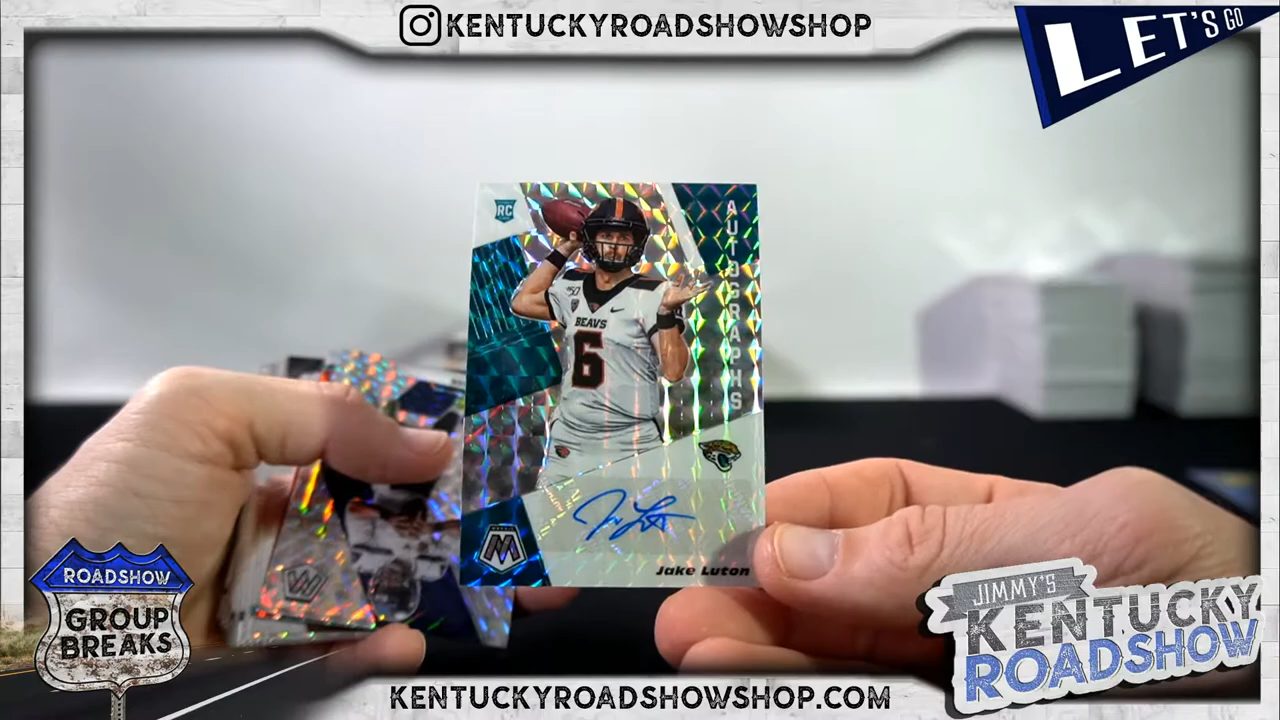 KENTUCKYROADSHOWSHOP
LET'S GO
RC
AUTOGRAPHS
BEAVS
6
Jake Luton
ROADSHOW
GROUP
BREAKS
JIMMY'S
KENTUCKY
ROADSHOW
KENTUCKYROADSHOWSHOP.COM